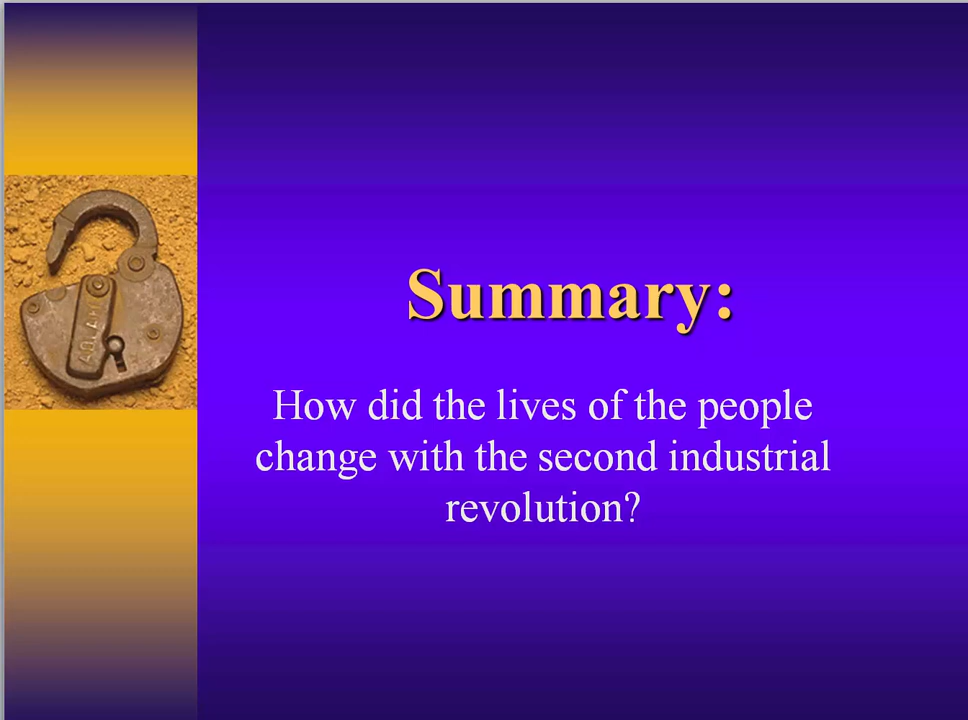 Summary:
How did the lives of the people
change with the second industrial
revolution?